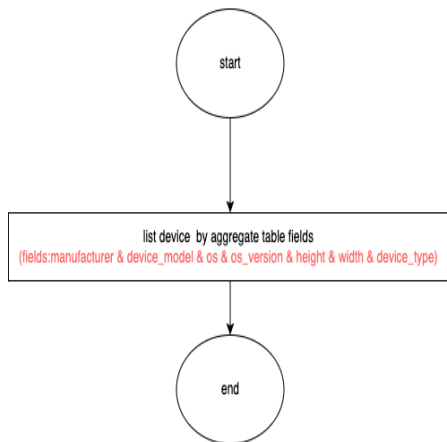 start
list device by aggregate table fields
(fields:manufacturer & device_model & os & os_version & height & width & device_type)
end